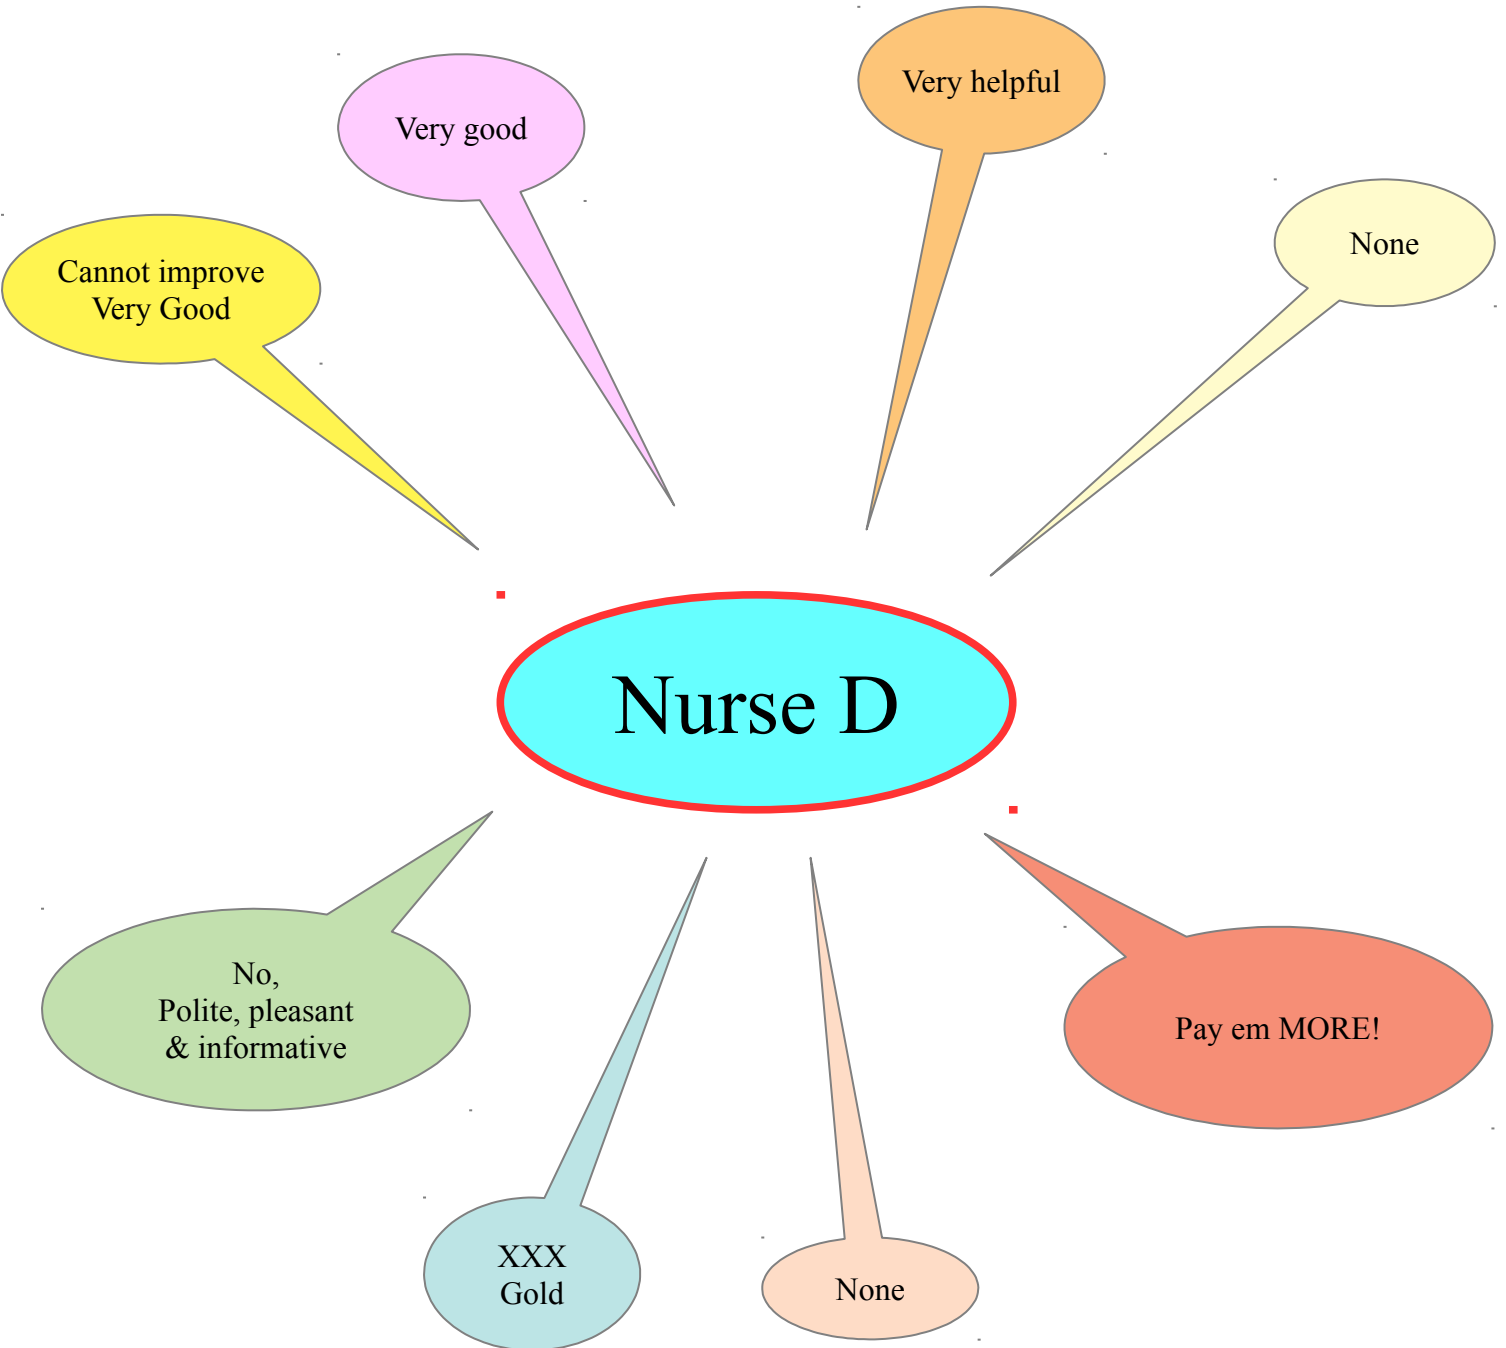 Very helpful
Very good
None
Cannot improve
Very Good
Nurse D
No,
Polite, pleasant
& informative
Pay em MORE!
XXX
Gold
None